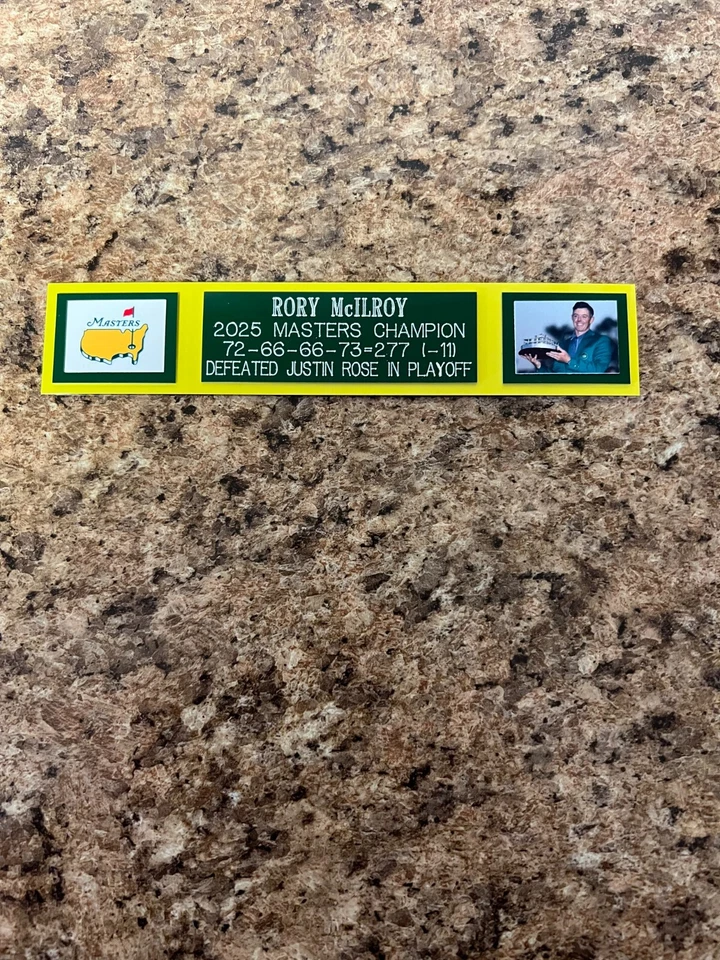 MASTERS
RORY McILROY
2025 MASTERS CHAMPION
72-66-66-73=277 (-11)
DEFEATED JUSTIN ROSE IN PLAYOFF